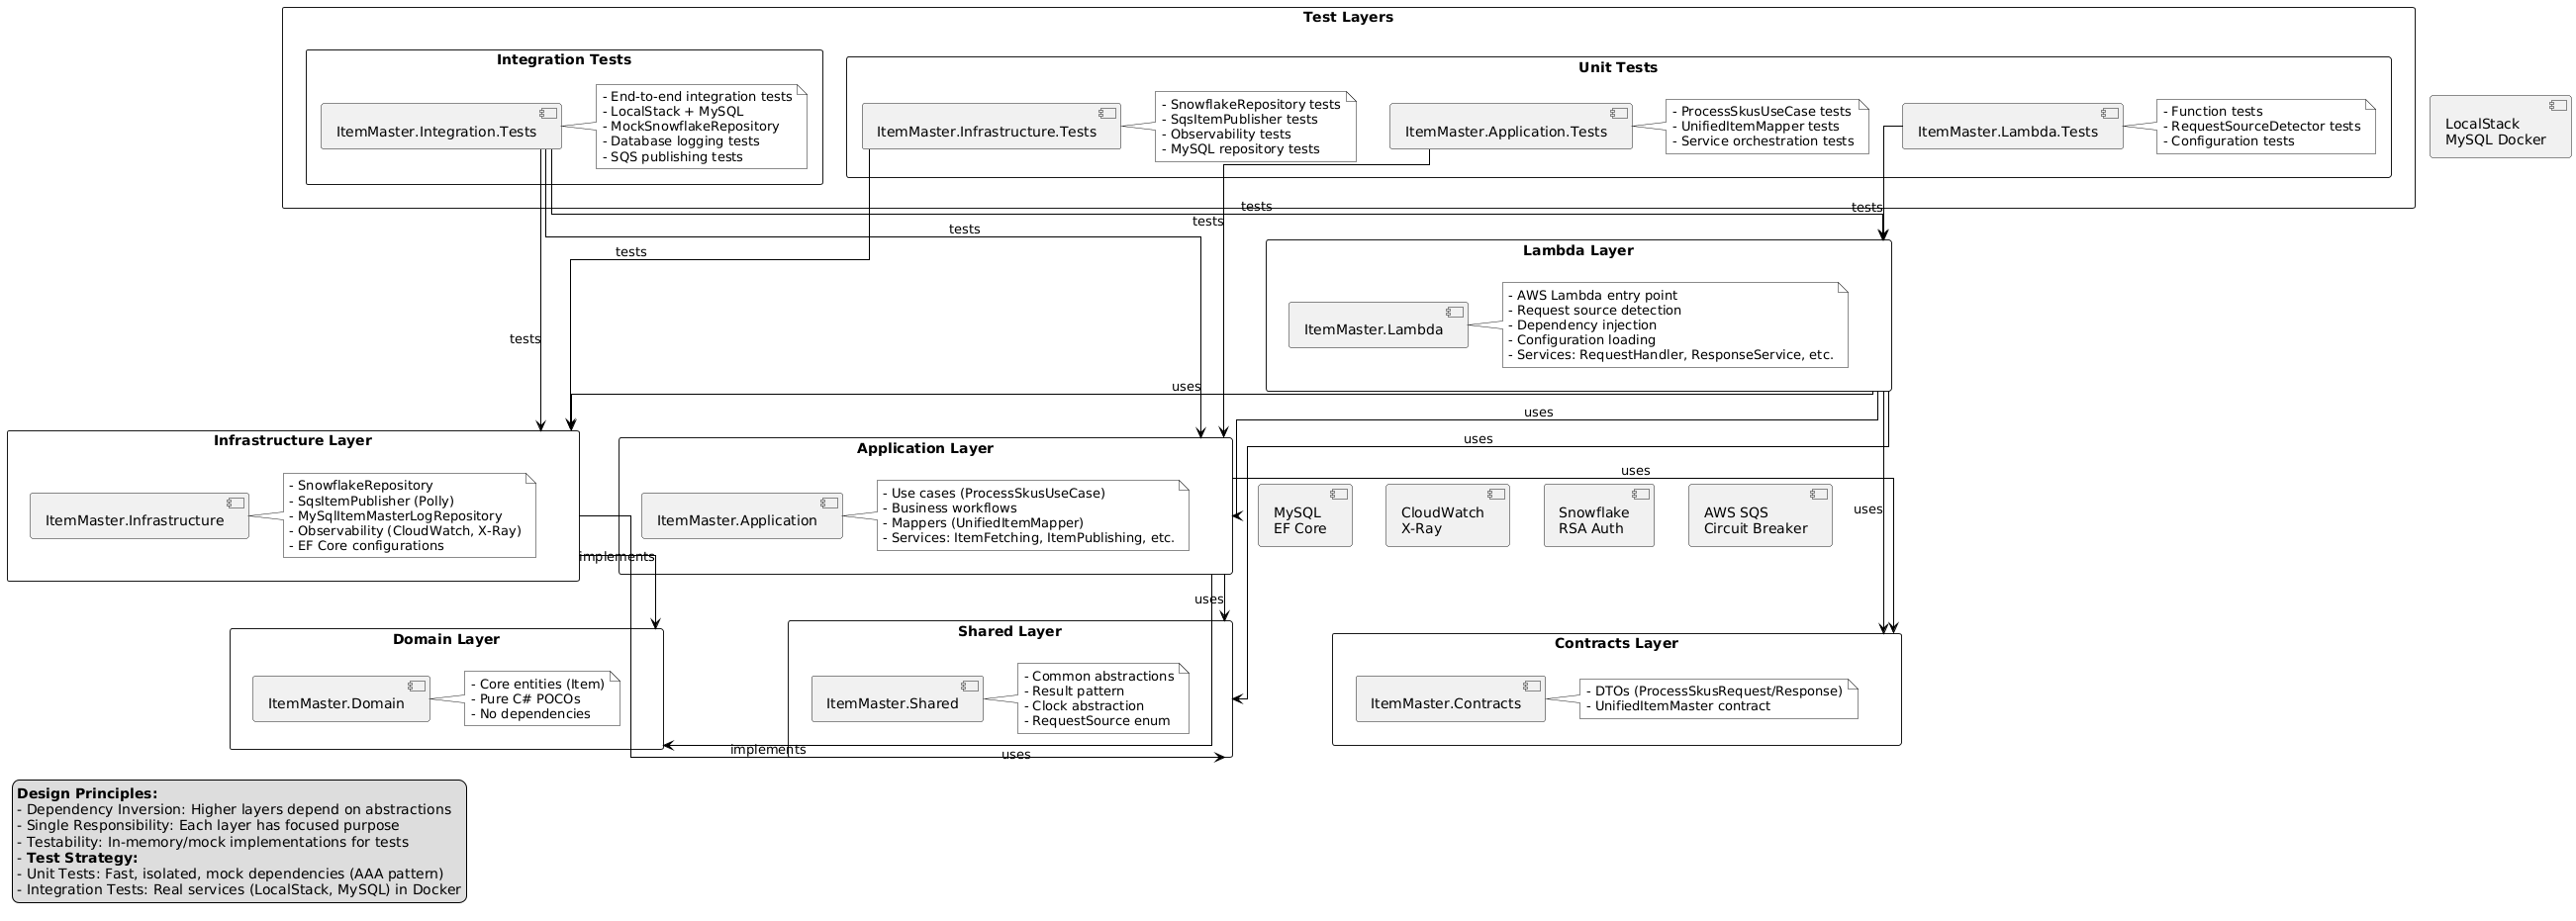 Test Layers
Integration Tests
ItemMaster.Integration.Tests
- End-to-end integration tests
- LocalStack + MySQL
- MockSnowflakeRepository
- Database logging tests
- SQS publishing tests
Unit Tests
ItemMaster.Infrastructure.Tests
- SnowflakeRepository tests
- SqsItemPublisher tests
- Observability tests
- MySQL repository tests
ItemMaster.Application.Tests
- ProcessSkusUseCase tests
- UnifiedItemMapper tests
- Service orchestration tests
ItemMaster.Lambda.Tests
- Function tests
- RequestSourceDetector tests
- Configuration tests
LocalStack
MySQL Docker
tests
tests
tests
tests
tests
tests
Lambda Layer
ItemMaster.Lambda
- AWS Lambda entry point
- Request source detection
- Dependency injection
- Configuration loading
- Services: RequestHandler, ResponseService, etc.
uses
uses
uses
uses
uses
Infrastructure Layer
ItemMaster.Infrastructure
- SnowflakeRepository
- SqsItemPublisher (Polly)
- MySqlItemMasterLogRepository
- Observability (CloudWatch, X-Ray)
- EF Core configurations
Application Layer
ItemMaster.Application
- Use cases (ProcessSkusUseCase)
- Business workflows
- Mappers (UnifiedItemMapper)
- Services: ItemFetching, ItemPublishing, etc.
MySQL
EF Core
CloudWatch
X-Ray
Snowflake
RSA Auth
AWS SQS
Circuit Breaker
implements
uses
Domain Layer
ItemMaster.Domain
- Core entities (Item)
- Pure C# POCOs
- No dependencies
Shared Layer
ItemMaster.Shared
- Common abstractions
- Result pattern
- Clock abstraction
- RequestSource enum
Contracts Layer
ItemMaster.Contracts
- DTOs (ProcessSkusRequest/Response)
- UnifiedItemMaster contract
implements
uses
Design Principles:
- Dependency Inversion: Higher layers depend on abstractions
- Single Responsibility: Each layer has focused purpose
- Testability: In-memory/mock implementations for tests
- Test Strategy:
- Unit Tests: Fast, isolated, mock dependencies (AAA pattern)
- Integration Tests: Real services (LocalStack, MySQL) in Docker